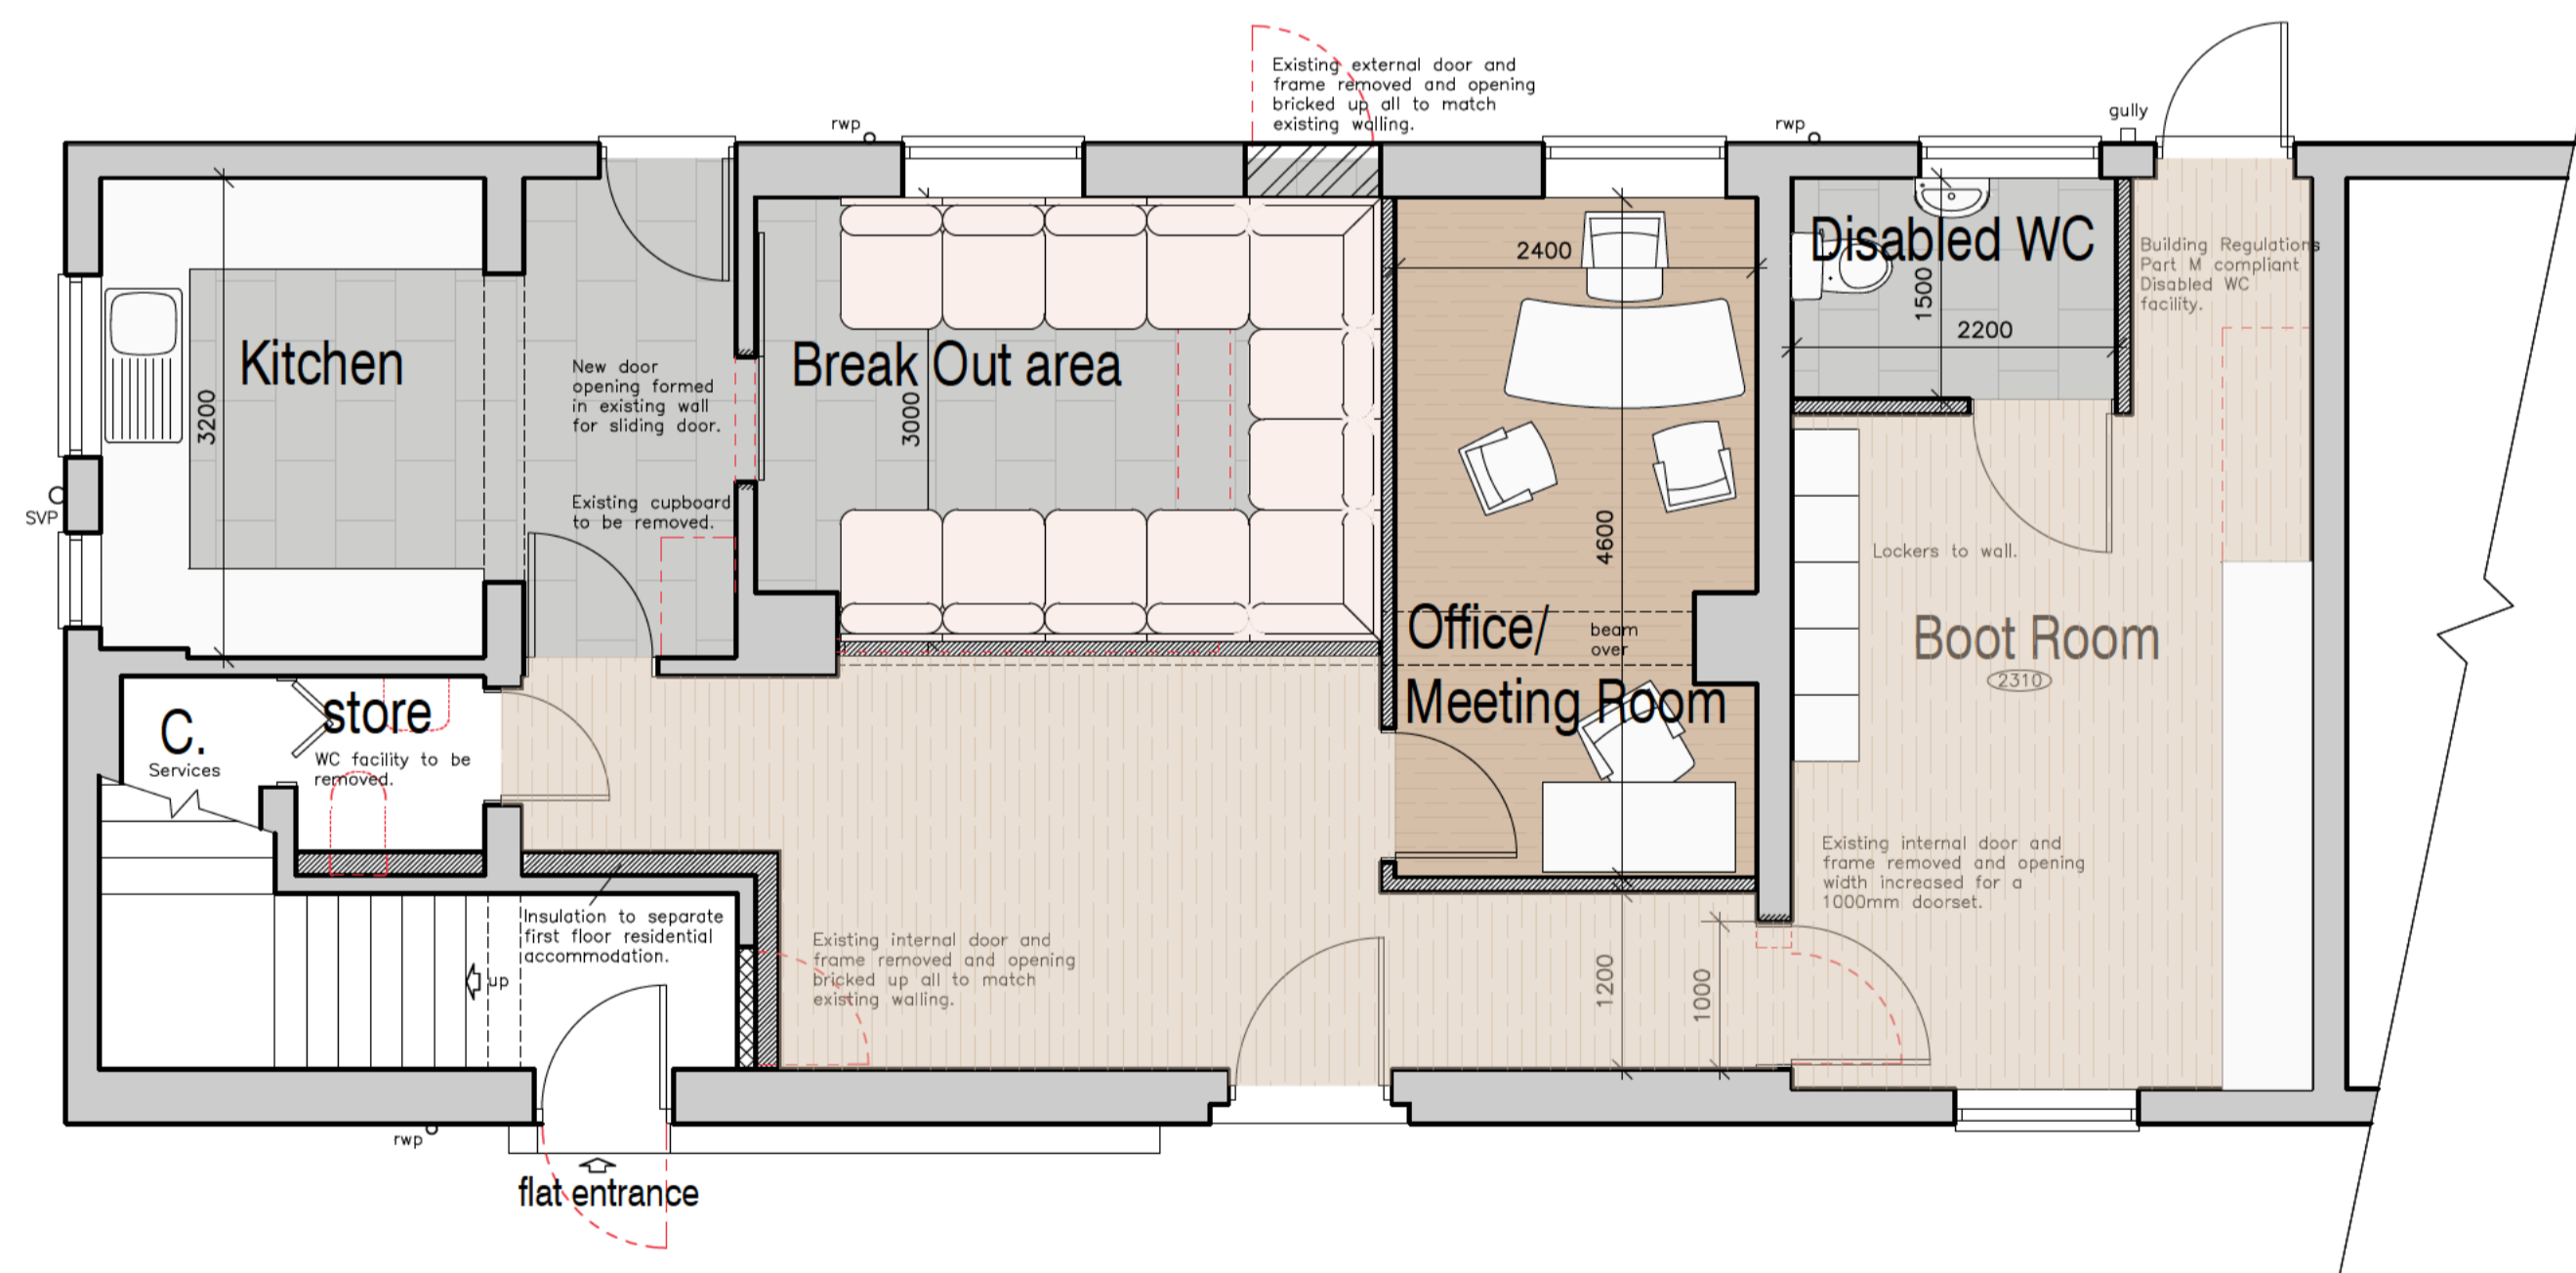 Existing external door and
frame removed and opening
bricked up all to match
existing walling.
rwp
rwp
gully
Kitchen
3200
SVP
New door
opening formed
in existing wall
for sliding door.
Existing cupboard
to be removed.
Break Out area
3000
2400
4600
Office/
Meeting Room
beam
over
Disabled WC
1500
2200
Building Regulations
Part M compliant
Disabled WC
facility.
Lockers to wall.
Boot Room
2310
C.
Services
store
WC facility to be
removed.
Insulation to separate
first floor residential
accommodation.
up
Existing internal door and
frame removed and opening
bricked up all to match
existing walling.
1200
1000
Existing internal door and
frame removed and opening
width increased for a
1000mm doorset.
rwp
flat entrance